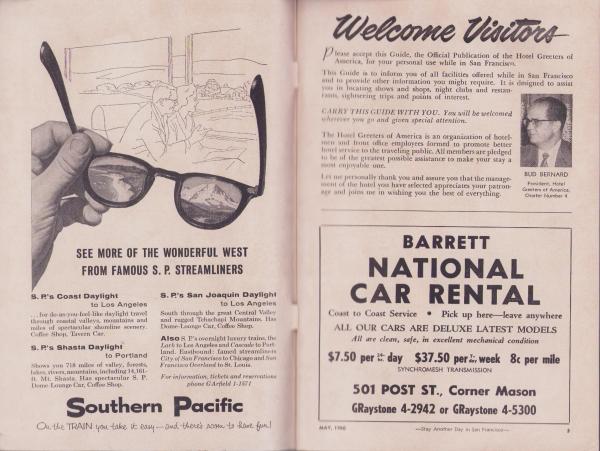 SEE MORE OF THE WONDERFUL WEST
FROM FAMOUS S. P. STREAMLINERS
S. P.'s Coast Daylight
to Los Angeles
. . . for do-as-you-feel-like daylight travel
through coastal valleys, mountains and
miles of spectacular shoreline scenery.
Coffee Shop, Tavern Car.
S. P.'s Shasta Daylight
to Portland
Shows you 718 miles of valley, forests,
lakes, rivers, mountains, including 14,161-
ft. Mt. Shasta. Has spectacular S. P.
Dome Lounge Car, Coffee Shop.
S. P.'s San Joaquin Daylight
to Los Angeles
South through the great Central Valley
and rugged Tehachapi Mountains. Has
Dome-Lounge Car, Coffee Shop.
Also S. P.'s overnight luxury trains, the
Lark to Los Angeles and Cascade to Port-
land. Eastbound: famed streamliners
City of San Francisco to Chicago and San
Francisco Overland to St. Louis.
For information, tickets and reservations
phone GArfield 1-1871
Southern Pacific
On the TRAIN you take it easy—and there's room to have fun!
Welcome Visitors
Please accept this Guide, the Official Publication of the Hotel Greeters of
America, for your personal use while in San Francisco.
This Guide is to inform you of all facilities offered while in San Francisco
and to provide other information you might require. It is designed to assist
you in locating shows and shops, night clubs and restau-
rants, sightseeing trips and points of interest.
CARRY THIS GUIDE WITH YOU. You will be welcomed
wherever you go and given special attention.
The Hotel Greeters of America is an organization of hotel-
men and front office employees formed to promote better
hotel service to the traveling public. All members are pledged
to be of the greatest possible assistance to make your stay a
most enjoyable one.
Let me personally thank you and assure you that the manage-
ment of the hotel you have selected appreciates your patron-
age and joins me in wishing you the best of everything.
BUD BERNARD
President, Hotel
Greeters of America,
Charter Number 4
BARRETT
NATIONAL
CAR RENTAL
Coast to Coast Service • Pick up here—leave anywhere
ALL OUR CARS ARE DELUXE LATEST MODELS
All are clean, safe, in excellent mechanical condition
$7.50 per day $37.50 per week 8c per mile
SYNCHROMESH TRANSMISSION
501 POST ST., Corner Mason
GRaystone 4-2942 or GRaystone 4-5300
MAY, 1960 —Stay Another Day in San Francisco—